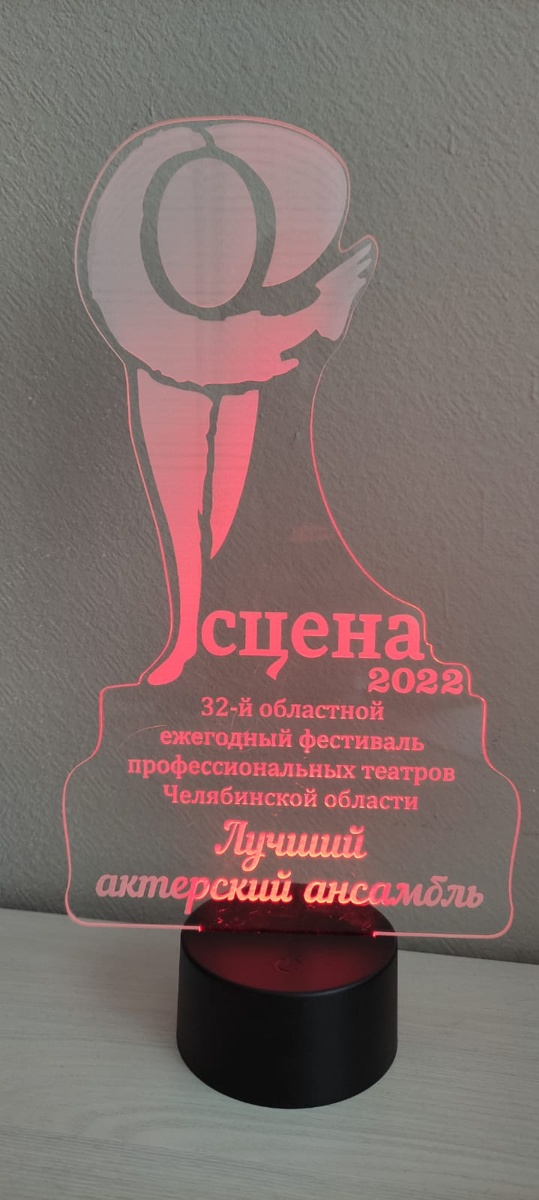 сцена
2022
32-й областной
ежегодный фестиваль
профессиональных театров
Челябинской области
Лучший
актерский ансамбль